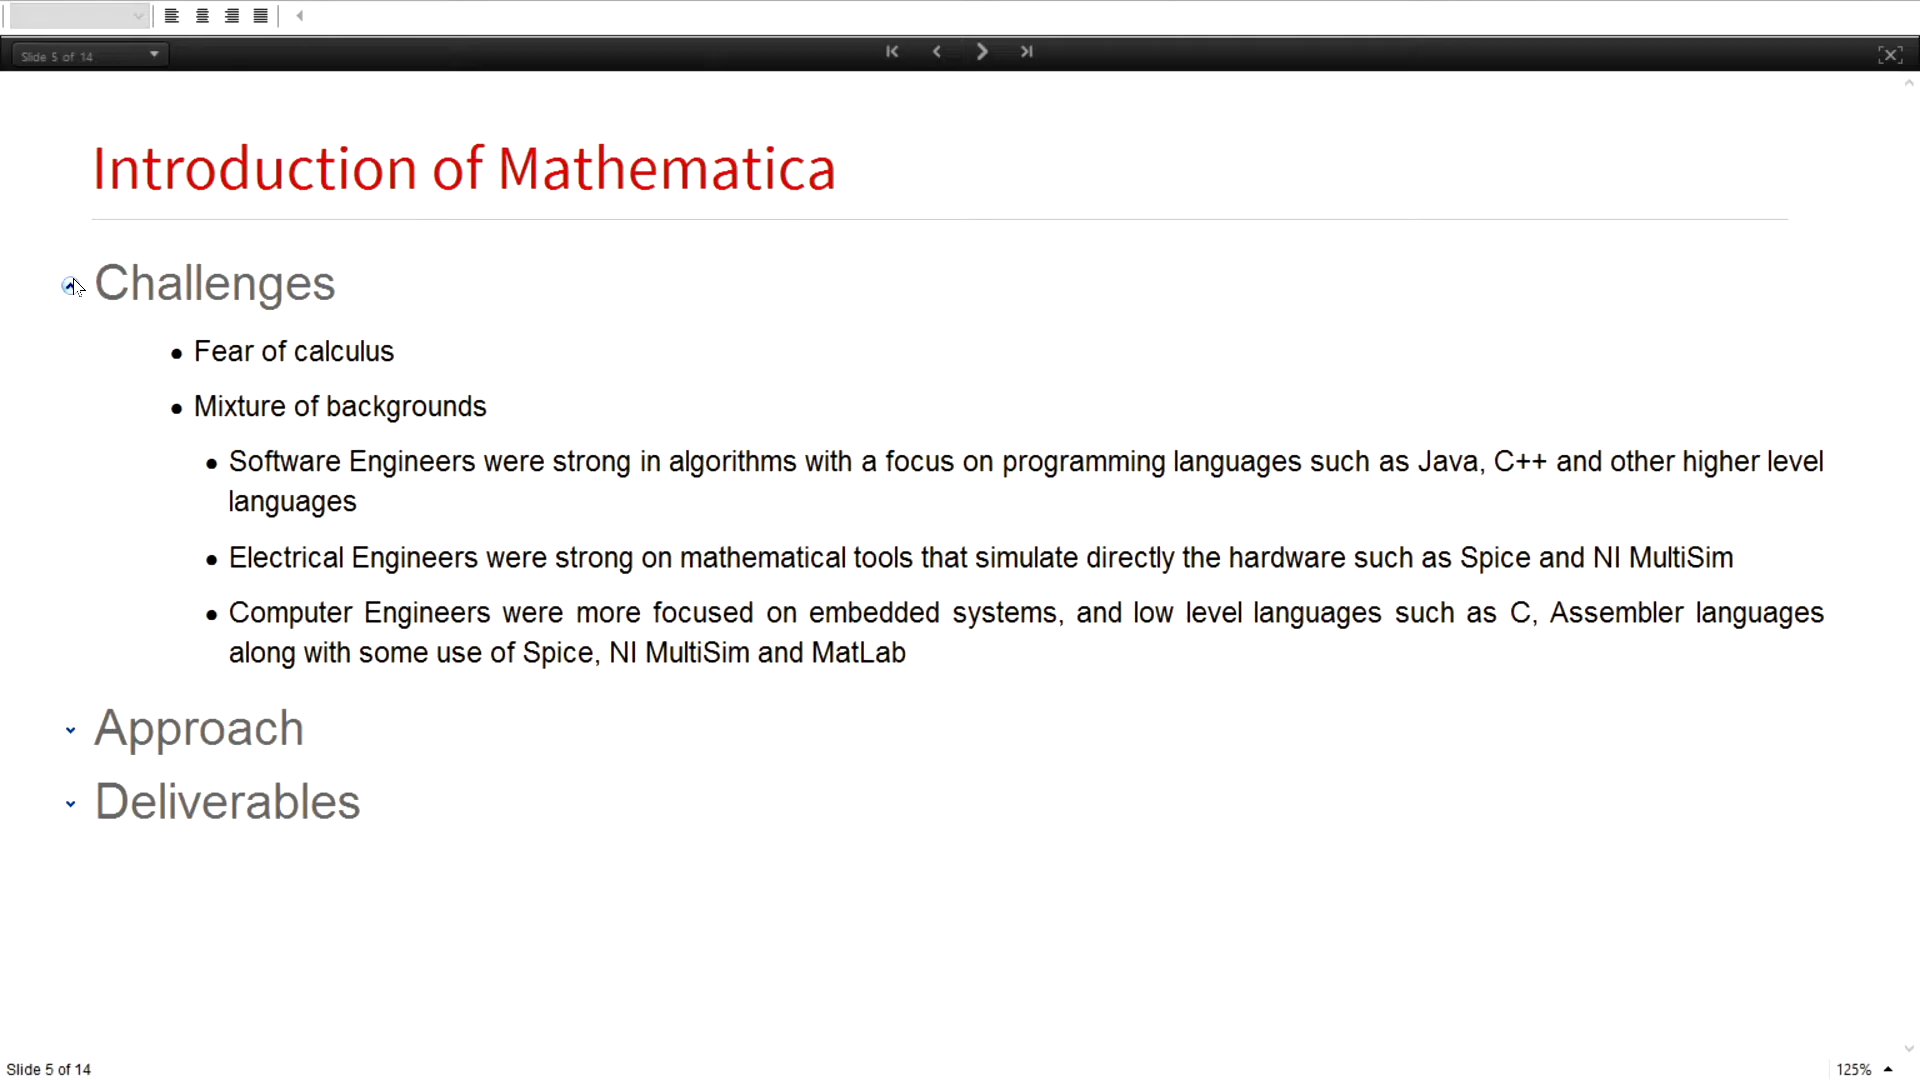 Slide 5 of 14
Introduction of Mathematica
Challenges
• Fear of calculus
• Mixture of backgrounds
• Software Engineers were strong in algorithms with a focus on programming languages such as Java, C++ and other higher level
languages
• Electrical Engineers were strong on mathematical tools that simulate directly the hardware such as Spice and NI MultiSim
• Computer Engineers were more focused on embedded systems, and low level languages such as C, Assembler languages
along with some use of Spice, NI MultiSim and MatLab
Approach
Deliverables
Slide 5 of 14
125%